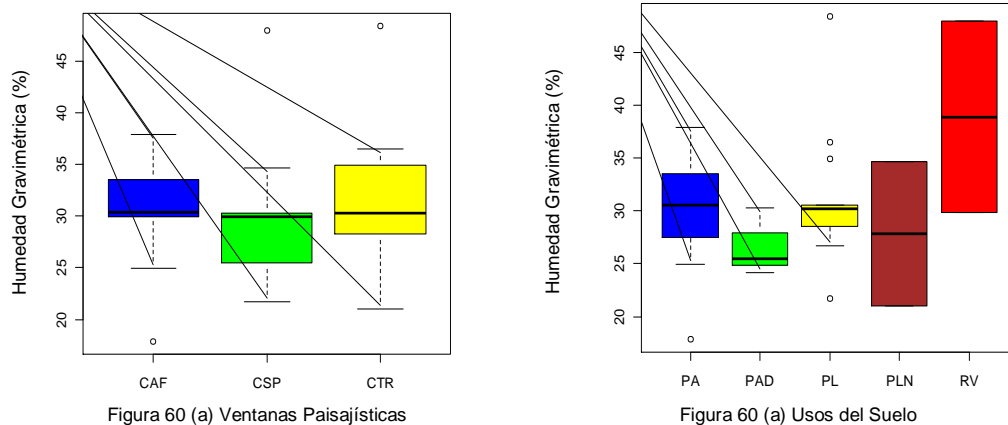 Humedad Gravimétrica (%)
45
40
35
30
25
20
CAF CSP CTR
Figura 60 (a) Ventanas Paisajísticas
Humedad Gravimétrica (%)
45
40
35
30
25
20
PA PAD PL PLN RV
Figura 60 (a) Usos del Suelo